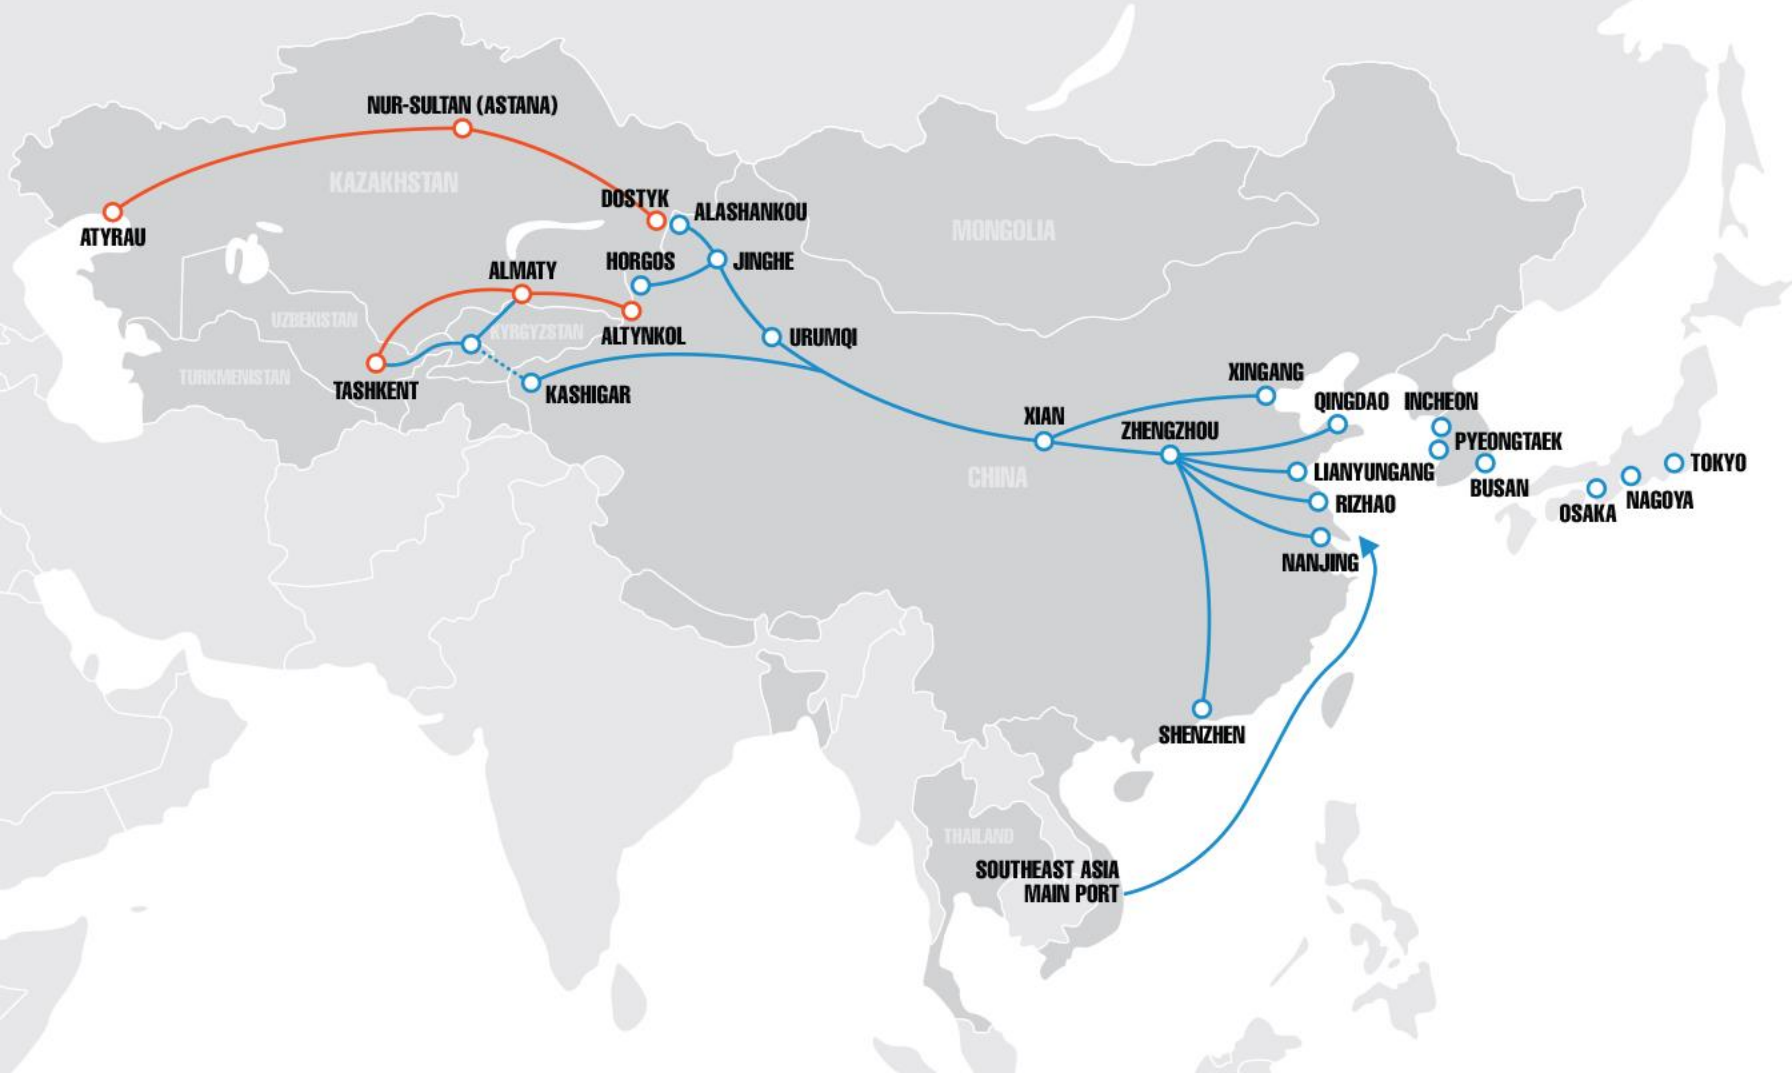 NUR-SULTAN (ASTANA)
KAZAKHSTAN
DOSTYK
ALASHANKOU
ATYRAU
MONGOLIA
HORGOS
JINGHE
ALMATY
UZBEKISTAN
KYRGYZSTAN
ALTYNKOL
URUMQI
TURKMENISTAN
TASHKENT
KASHIGAR
XINGANG
QINGDAO
INCHEON
XIAN
ZHENGZHOU
PYEONGTAEK
TOKYO
CHINA
LIANYUNGANG
BUSAN
NAGOYA
RIZHAO
OSAKA
NANJING
SHENZHEN
THAILAND
SOUTHEAST ASIA
MAIN PORT